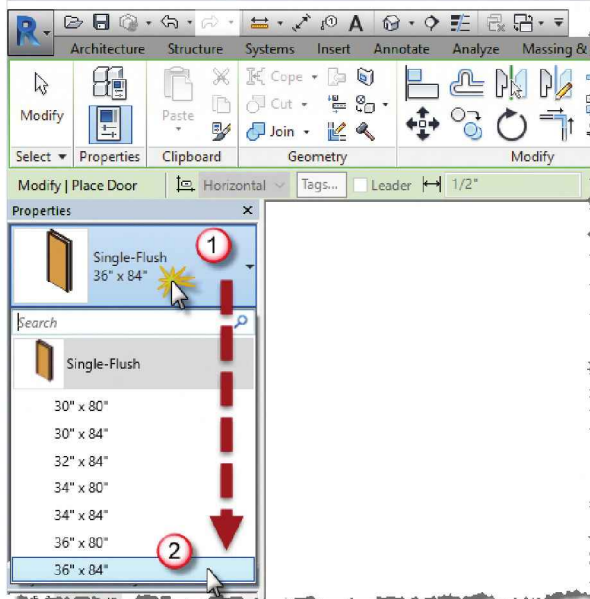 R
A
Architecture Structure Systems Insert Annotate Analyze Massing &
Modify
Paste
Cope
Cut
Join
Select Properties Clipboard Geometry Modify
Modify | Place Door Horizontal Tags... Leader 1/2"
Properties
Single-Flush
36" x 84"
1
Search
Single-Flush
30" x 80"
30" x 84"
32" x 84"
34" x 80"
34" x 84"
36" x 80"
2
36" x 84"